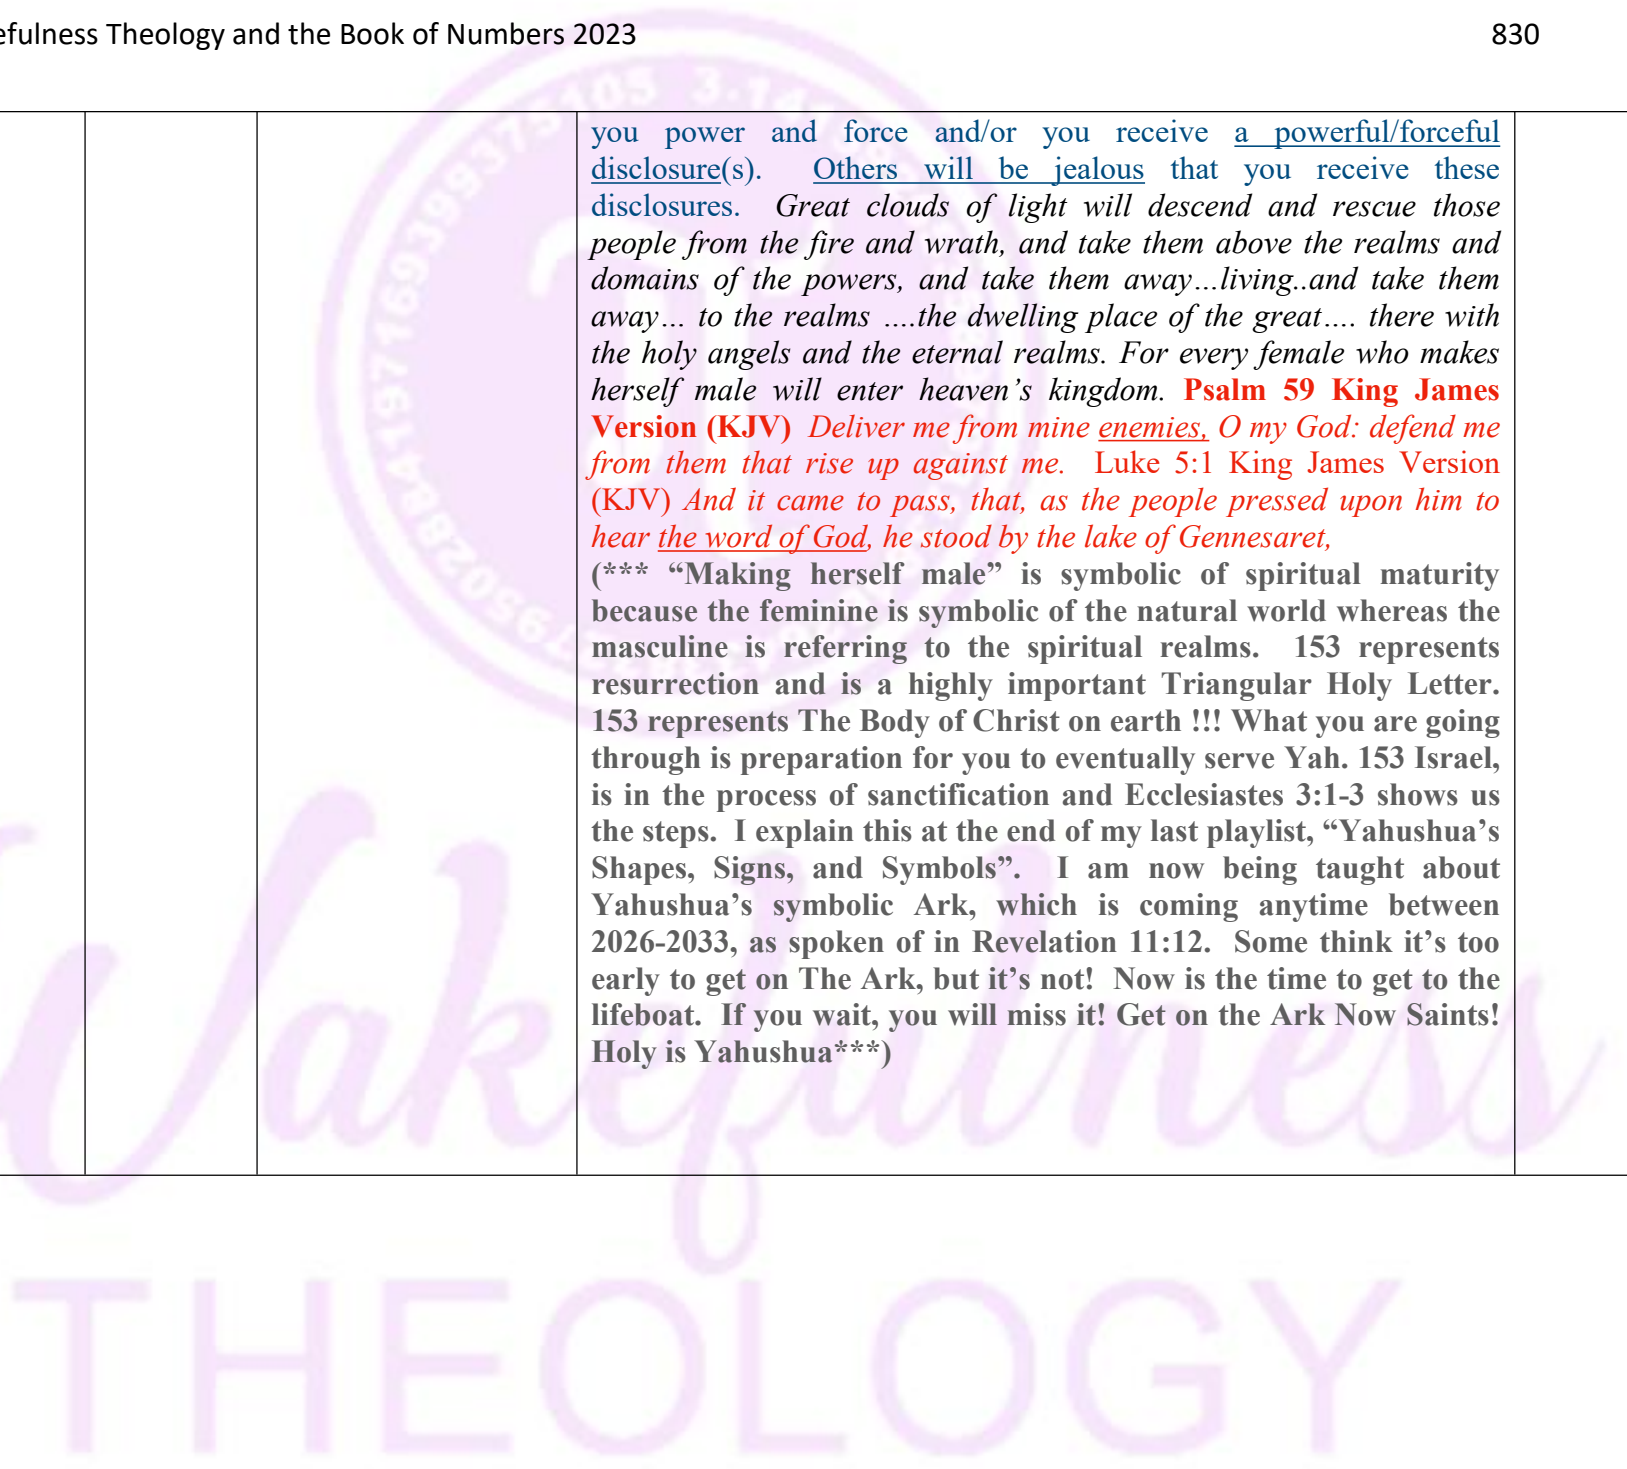 efulness Theology and the Book of Numbers 2023 830
you power and force and/or you receive a powerful/forceful
disclosure(s). Others will be jealous that you receive these
disclosures. Great clouds of light will descend and rescue those
people from the fire and wrath, and take them above the realms and
domains of the powers, and take them away…living..and take them
away… to the realms ….the dwelling place of the great…. there with
the holy angels and the eternal realms. For every female who makes
herself male will enter heaven’s kingdom. Psalm 59 King James
Version (KJV) Deliver me from mine enemies, O my God: defend me
from them that rise up against me. Luke 5:1 King James Version
(KJV) And it came to pass, that, as the people pressed upon him to
hear the word of God, he stood by the lake of Gennesaret,
(*** “Making herself male” is symbolic of spiritual maturity
because the feminine is symbolic of the natural world whereas the
masculine is referring to the spiritual realms. 153 represents
resurrection and is a highly important Triangular Holy Letter.
153 represents The Body of Christ on earth !!! What you are going
through is preparation for you to eventually serve Yah. 153 Israel,
is in the process of sanctification and Ecclesiastes 3:1-3 shows us
the steps. I explain this at the end of my last playlist, “Yahushua’s
Shapes, Signs, and Symbols”. I am now being taught about
Yahushua’s symbolic Ark, which is coming anytime between
2026-2033, as spoken of in Revelation 11:12. Some think it’s too
early to get on The Ark, but it’s not! Now is the time to get to the
lifeboat. If you wait, you will miss it! Get on the Ark Now Saints!
Holy is Yahushua***)
Wakefulness
THEOLOGY